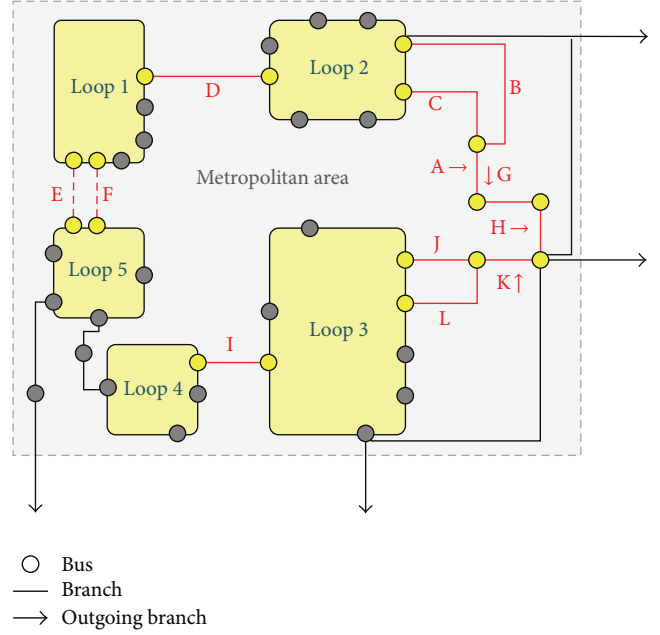 Loop 1
D
Loop 2
B
C
A →
↓ G
Metropolitan area
E
F
H →
Loop 5
J
K ↑
L
Loop 3
I
Loop 4
Bus
Branch
Outgoing branch